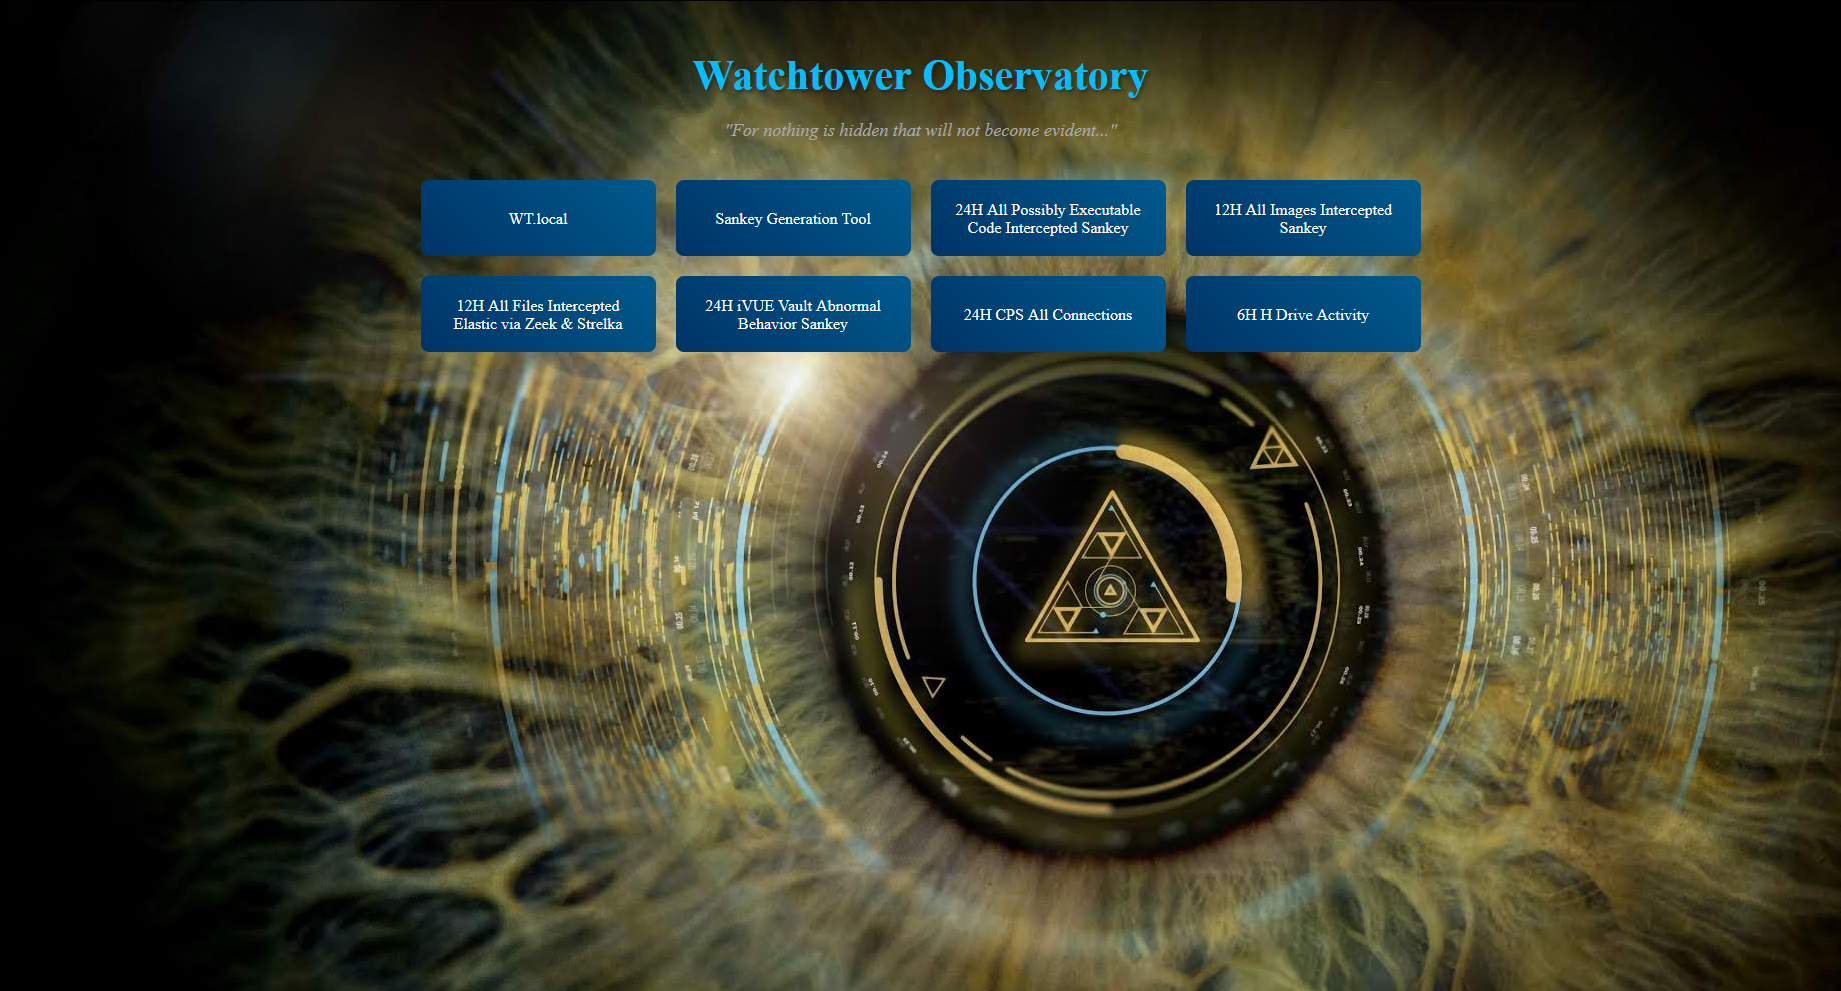 Watchtower Observatory
"For nothing is hidden that will not become evident..."
WT.local
Sankey Generation Tool
24H All Possibly Executable
Code Intercepted Sankey
12H All Images Intercepted
Sankey
12H All Files Intercepted
Elastic via Zeek & Strelka
24H iVUE Vault Abnormal
Behavior Sankey
24H CPS All Connections
6H H Drive Activity